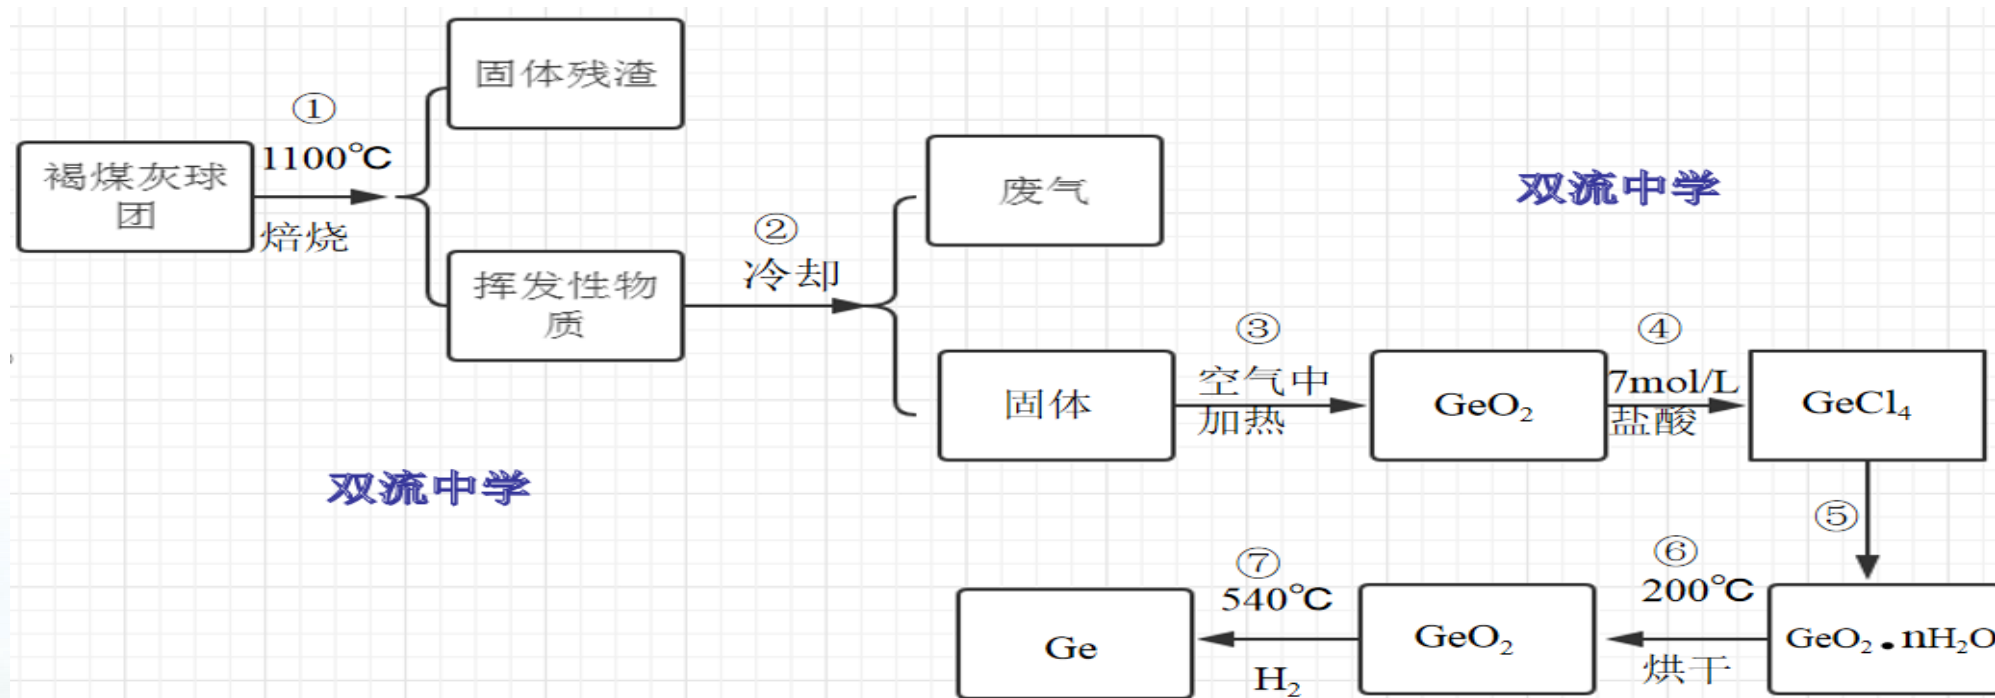 固体残渣
①
1100℃
褐煤灰球
团
焙烧
挥发性物
质
②
冷却
废气
双流中学
固体
③
空气中
加热
GeO₂
④
7mol/L
盐酸
GeCl₄
双流中学
⑤
GeO₂•nH₂O
⑥
200℃
烘干
GeO₂
⑦
540℃
H₂
Ge